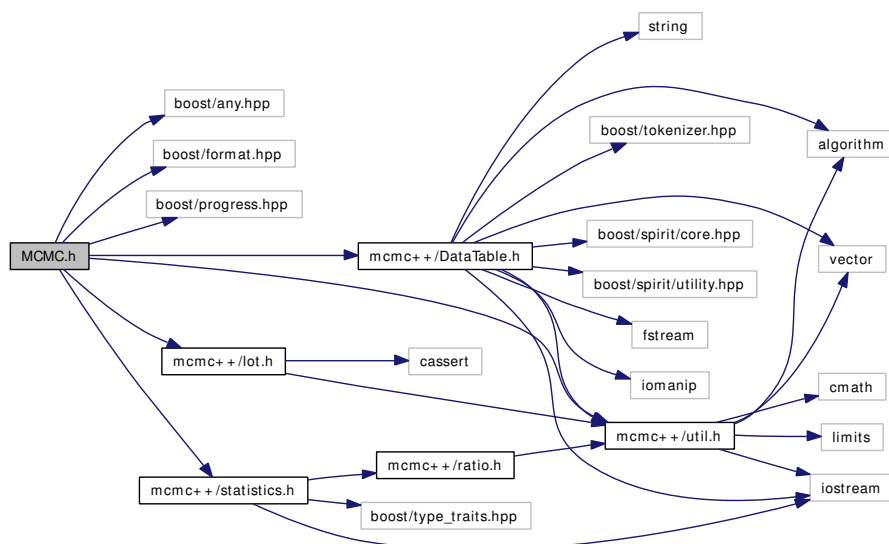 string
boost/any.hpp
boost/tokenizer.hpp
algorithm
boost/format.hpp
boost/progress.hpp
MCMC.h
mcmc++/DataTable.h
boost/spirit/core.hpp
vector
boost/spirit/utility.hpp
fstream
mcmc++/lot.h
cassert
iomanip
cmath
mcmc++/util.h
limits
mcmc++/ratio.h
mcmc++/statistics.h
iostream
boost/type_traits.hpp